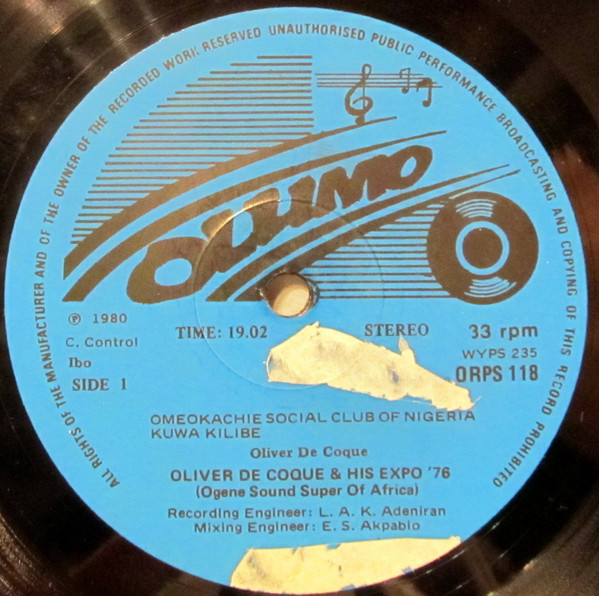 ALL RIGHTS OF THE MANUFACTURER AND OF THE OWNER OF THE RECORDED WORK RESERVED UNAUTHORISED PUBLIC PERFORMANCE BROADCASTING AND COPYING OF THIS RECORD PROHIBITED
OLUMO
℗ 1980
TIME: 19.02
STEREO
33 rpm
C. Control
WYPS 235
Ibo
ORPS 118
SIDE 1
OMEOKACHIE SOCIAL CLUB OF NIGERIA
KUWA KILIBE
Oliver De Coque
OLIVER DE COQUE & HIS EXPO '76
(Ogene Sound Super Of Africa)
Recording Engineer: L. A. K. Adeniran
Mixing Engineer: E. S. Akpabio